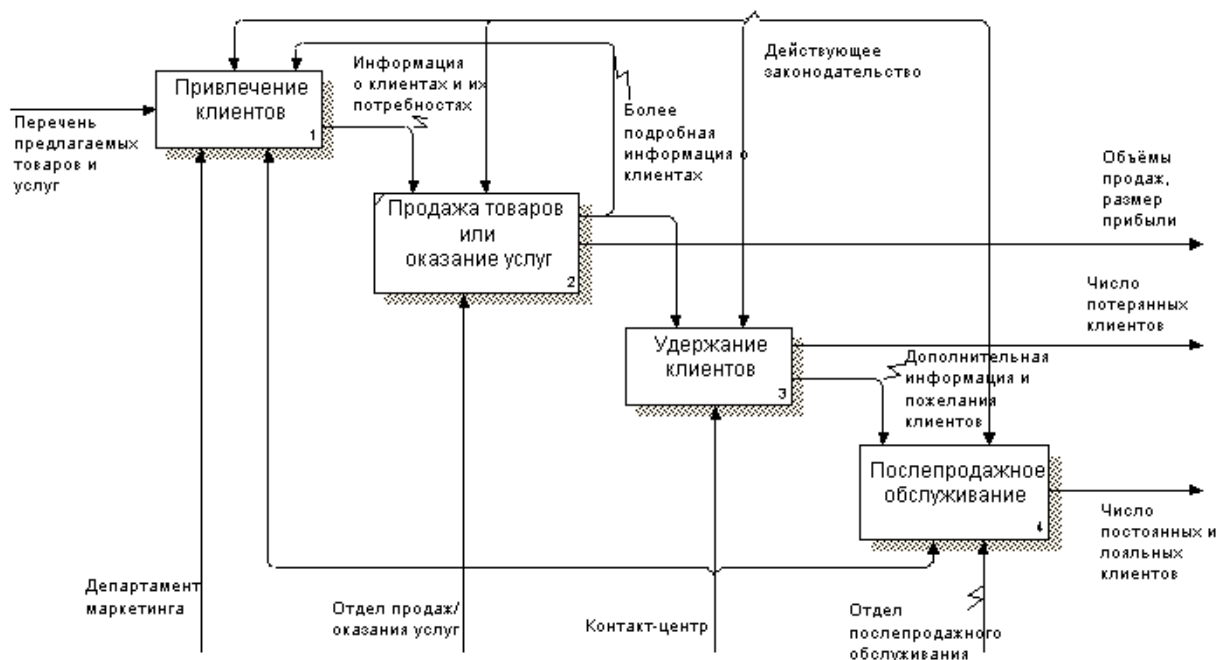 Привлечение
клиентов
1
Информация
о клиентах и их
потребностях
Действующее
законодательство
Перечень
предлагаемых
товаров и
услуг
Более
подробная
информация о
клиентах
Объёмы
продаж,
размер
прибыли
Продажа товаров
или
оказание услуг
2
Число
потерянных
клиентов
Удержание
клиентов
3
Дополнительная
информация и
пожелания
клиентов
Послепродажное
обслуживание
4
Число
постоянных и
лояльных
клиентов
Департамент
маркетинга
Отдел продаж/
оказания услуг
Контакт-центр
Отдел
послепродажного
обслуживания